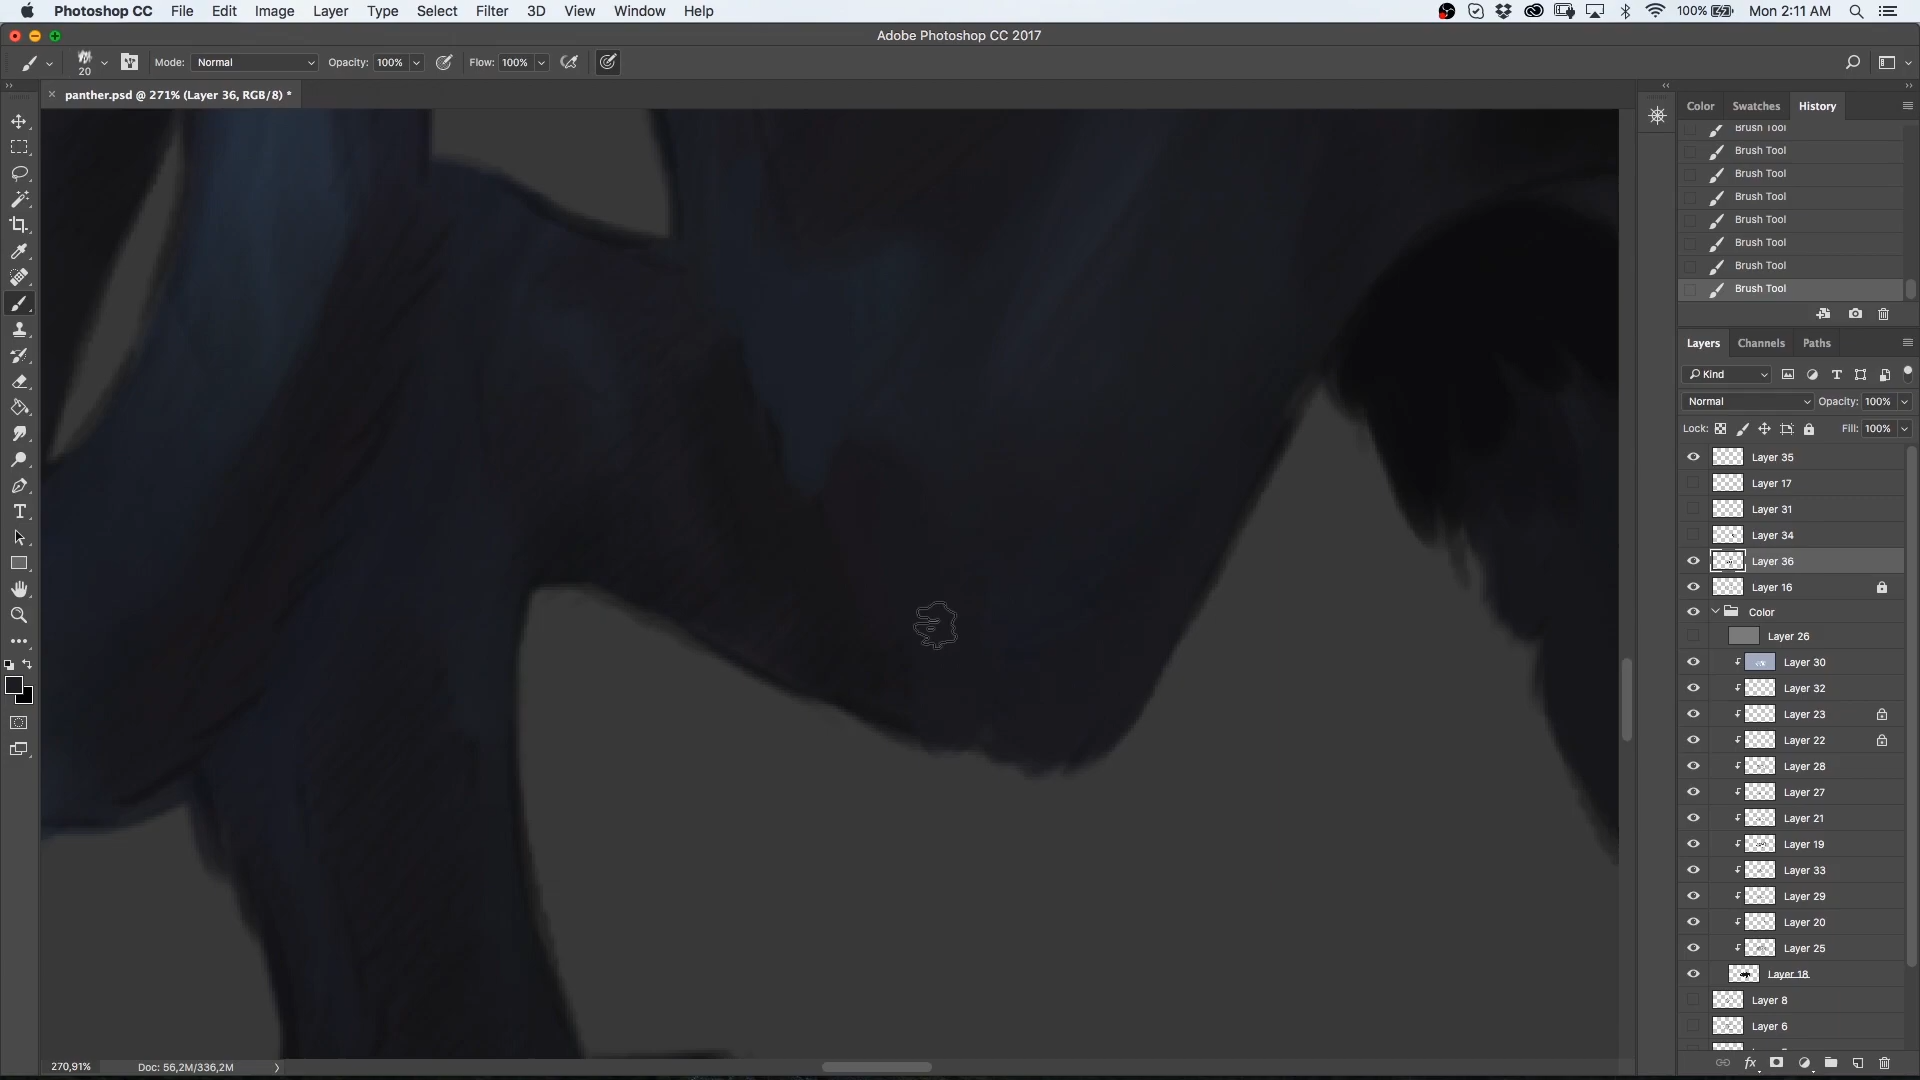 Photoshop CC File Edit Image Layer Type Select Filter 3D View Window Help 100% Mon 2:11 AM
Adobe Photoshop CC 2017
20 Mode: Normal Opacity: 100% Flow: 100%
panther.psd @ 271% (Layer 36, RGB/8) *
Color Swatches History
Brush Tool
Brush Tool
Brush Tool
Brush Tool
Brush Tool
Brush Tool
Brush Tool
Brush Tool
Layers Channels Paths
Kind
Normal Opacity: 100%
Lock: Fill: 100%
Layer 35
Layer 17
Layer 31
Layer 34
Layer 36
Layer 16
Color
Layer 26
Layer 30
Layer 32
Layer 23
Layer 22
Layer 28
Layer 27
Layer 21
Layer 19
Layer 33
Layer 29
Layer 20
Layer 25
Layer 18
Layer 8
Layer 6
270,91% Doc: 56,2M/336,2M